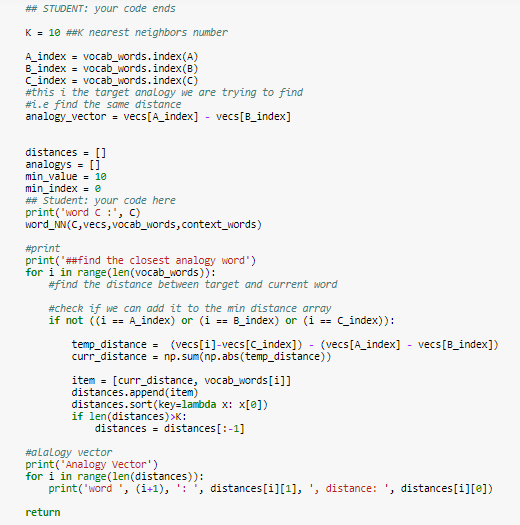 ## STUDENT: your code ends
K = 10 ##K nearest neighbors number
A_index = vocab_words.index(A)
B_index = vocab_words.index(B)
C_index = vocab_words.index(C)
#this i the target analogy we are trying to find
#i.e find the same distance
analogy_vector = vecs[A_index] - vecs[B_index]
distances = []
analogys = []
min_value = 10
min_index = 0
## Student: your code here
print('word C :', C)
word_NN(C,vecs,vocab_words,context_words)
#print
print('##find the closest analogy word')
for i in range(len(vocab_words)):
#find the distance between target and current word
#check if we can add it to the min distance array
if not ((i == A_index) or (i == B_index) or (i == C_index)):
temp_distance =  (vecs[i]-vecs[C_index]) - (vecs[A_index] - vecs[B_index])
curr_distance = np.sum(np.abs(temp_distance))
item = [curr_distance, vocab_words[i]]
distances.append(item)
distances.sort(key=lambda x: x[0])
if len(distances)>K:
distances = distances[:-1]
#alalogy vector
print('Analogy Vector')
for i in range(len(distances)):
print('word ', (i+1), ': ', distances[i][1], ', distance: ', distances[i][0])
return